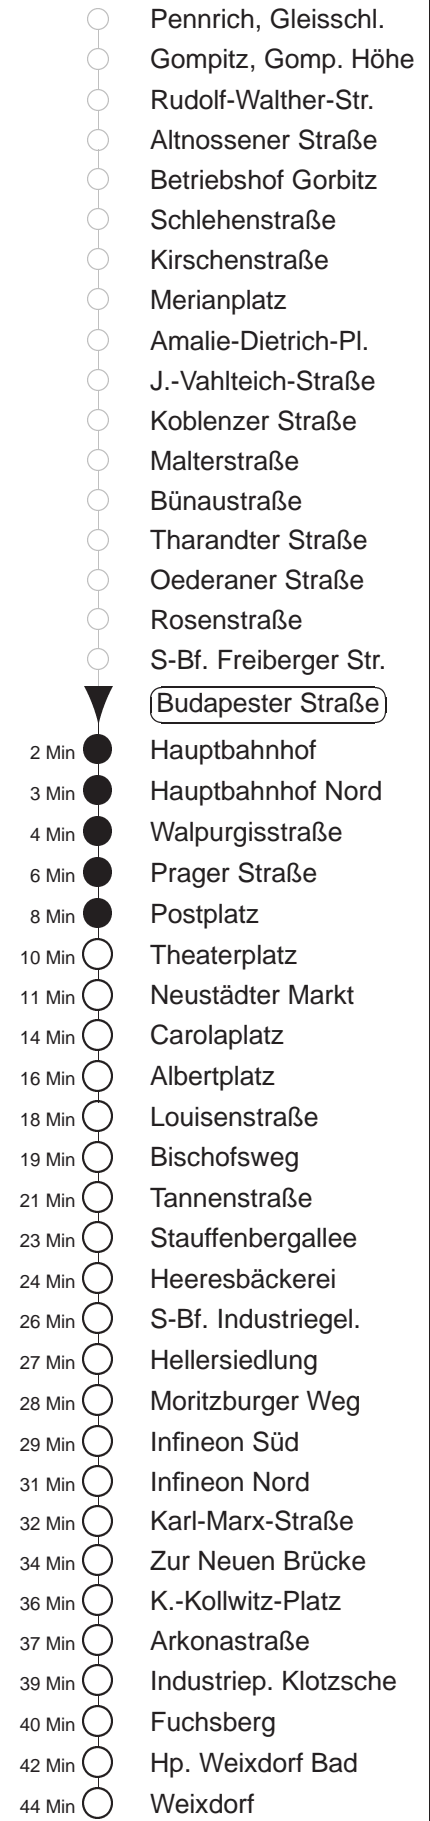 Pennrich, Gleisschl.
Gompitz, Gomp. Höhe
Rudolf-Walther-Str.
Altnossener Straße
Betriebshof Gorbitz
Schlehenstraße
Kirschenstraße
Merianplatz
Amalie-Dietrich-Pl.
J.-Vahlteich-Straße
Koblenzer Straße
Malterstraße
Bünaustraße
Tharandter Straße
Oederaner Straße
Rosenstraße
S-Bf. Freiberger Str.
Budapester Straße
2 Min Hauptbahnhof
3 Min Hauptbahnhof Nord
4 Min Walpurgisstraße
6 Min Prager Straße
8 Min Postplatz
10 Min Theaterplatz
11 Min Neustädter Markt
14 Min Carolaplatz
16 Min Albertplatz
18 Min Louisenstraße
19 Min Bischofsweg
21 Min Tannenstraße
23 Min Stauffenbergallee
24 Min Heeresbäckerei
26 Min S-Bf. Industriegel.
27 Min Hellersiedlung
28 Min Moritzburger Weg
29 Min Infineon Süd
31 Min Infineon Nord
32 Min Karl-Marx-Straße
34 Min Zur Neuen Brücke
36 Min K.-Kollwitz-Platz
37 Min Arkonastraße
39 Min Industriep. Klotzsche
40 Min Fuchsberg
42 Min Hp. Weixdorf Bad
44 Min Weixdorf